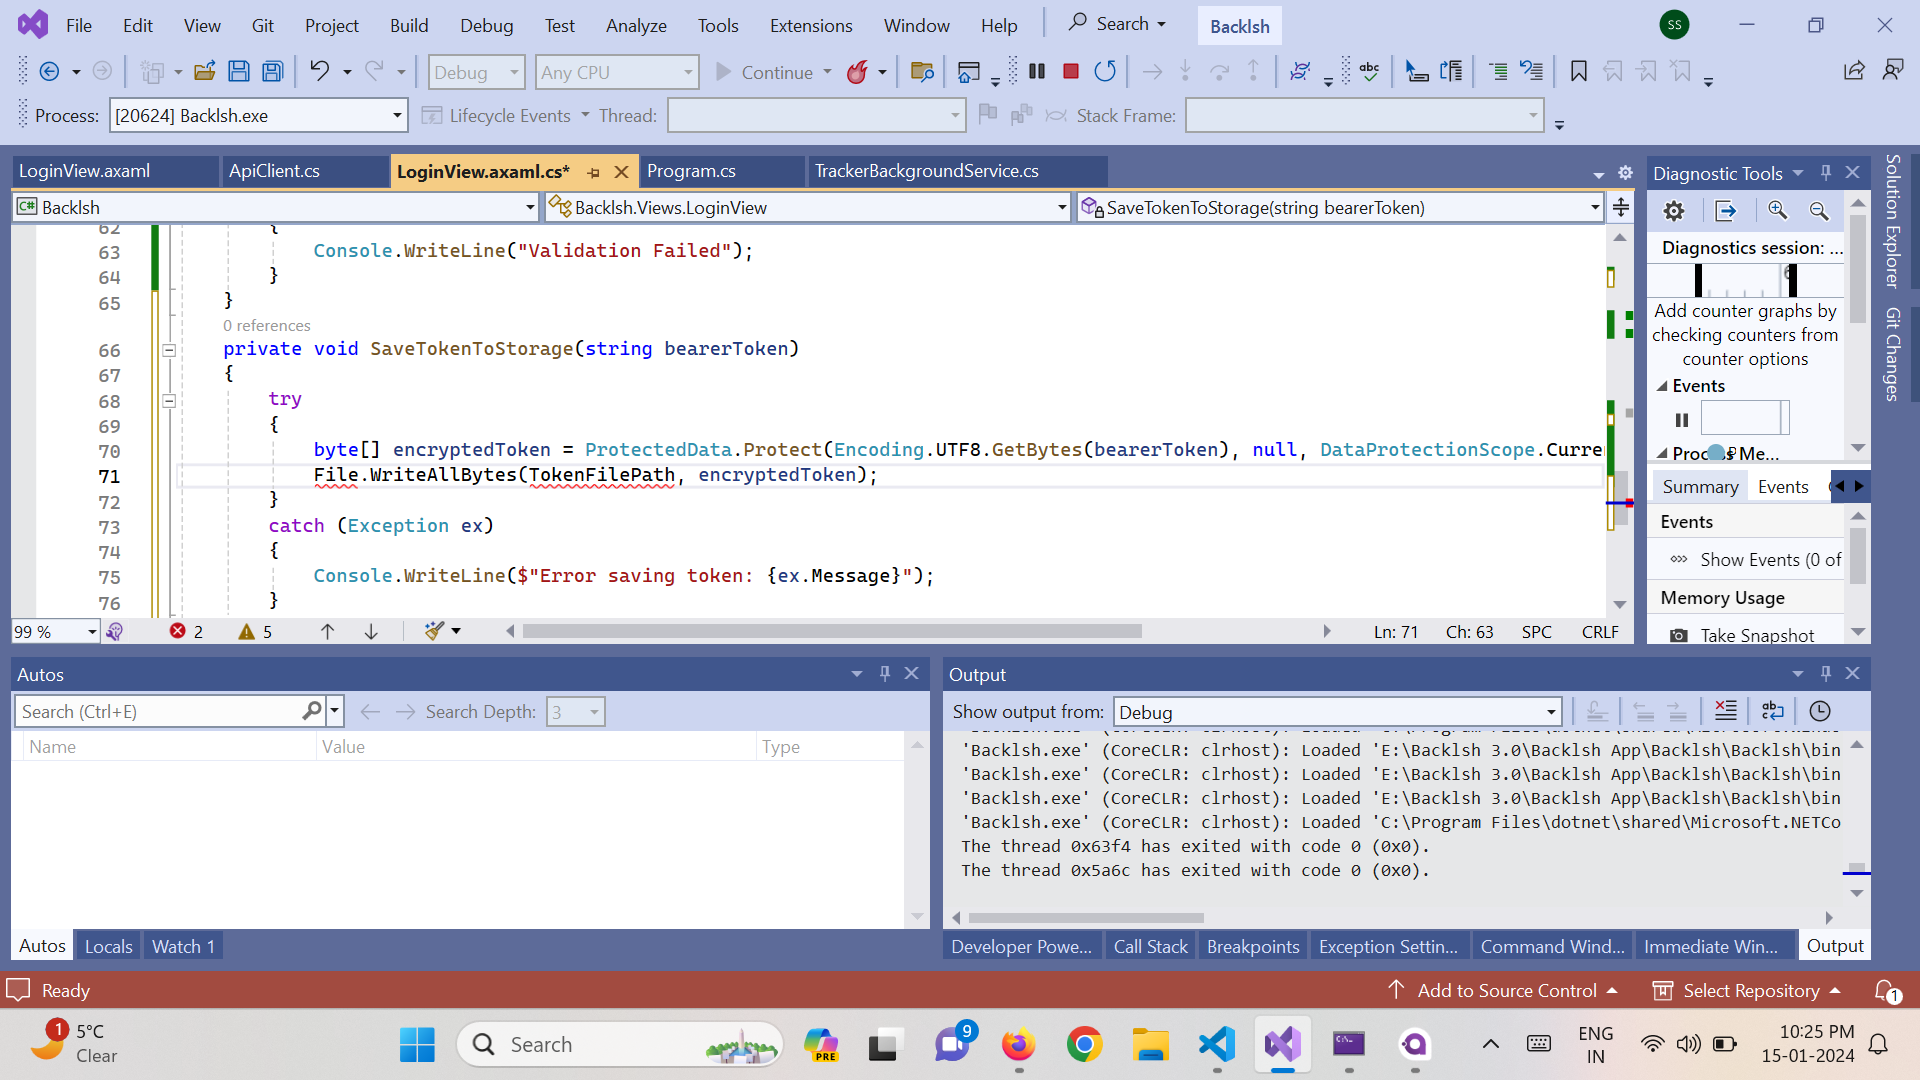 File Edit View Git Project Build Debug Test Analyze Tools Extensions Window Help Search Backlsh SS
Debug Any CPU Continue abc
Process: [20624] Backlsh.exe Lifecycle Events Thread: Stack Frame:
LoginView.axaml ApiClient.cs LoginView.axaml.cs* Program.cs TrackerBackgroundService.cs
C# Backlsh Backlsh.Views.LoginView SaveTokenToStorage(string bearerToken)
62 {
63 Console.WriteLine("Validation Failed");
64 }
65 }
0 references
66 private void SaveTokenToStorage(string bearerToken)
67 {
68 try
69 {
70 byte[] encryptedToken = ProtectedData.Protect(Encoding.UTF8.GetBytes(bearerToken), null, DataProtectionScope.Curre
71 File.WriteAllBytes(TokenFilePath, encryptedToken);
72 }
73 catch (Exception ex)
74 {
75 Console.WriteLine($"Error saving token: {ex.Message}");
76 }
99 % 2 5 Ln: 71 Ch: 63 SPC CRLF
Diagnostic Tools
Diagnostics session: ...
Add counter graphs by
checking counters from
counter options
Events
Summary Events
Events
Show Events (0 of
Memory Usage
Take Snapshot
Solution Explorer
Git Changes
Autos
Search (Ctrl+E) Search Depth: 3
Name Value Type
Autos Locals Watch 1
Output
Show output from: Debug
'Backlsh.exe' (CoreCLR: clrhost): Loaded 'E:\Backlsh 3.0\Backlsh App\Backlsh\Backlsh\bin
'Backlsh.exe' (CoreCLR: clrhost): Loaded 'E:\Backlsh 3.0\Backlsh App\Backlsh\Backlsh\bin
'Backlsh.exe' (CoreCLR: clrhost): Loaded 'E:\Backlsh 3.0\Backlsh App\Backlsh\Backlsh\bin
'Backlsh.exe' (CoreCLR: clrhost): Loaded 'C:\Program Files\dotnet\shared\Microsoft.NETCo
The thread 0x63f4 has exited with code 0 (0x0).
The thread 0x5a6c has exited with code 0 (0x0).
Developer Powe... Call Stack Breakpoints Exception Settin... Command Wind... Immediate Win... Output
Ready Add to Source Control Select Repository 1
1 5°C
Clear
Search PRE 9
ENG
IN
10:25 PM
15-01-2024